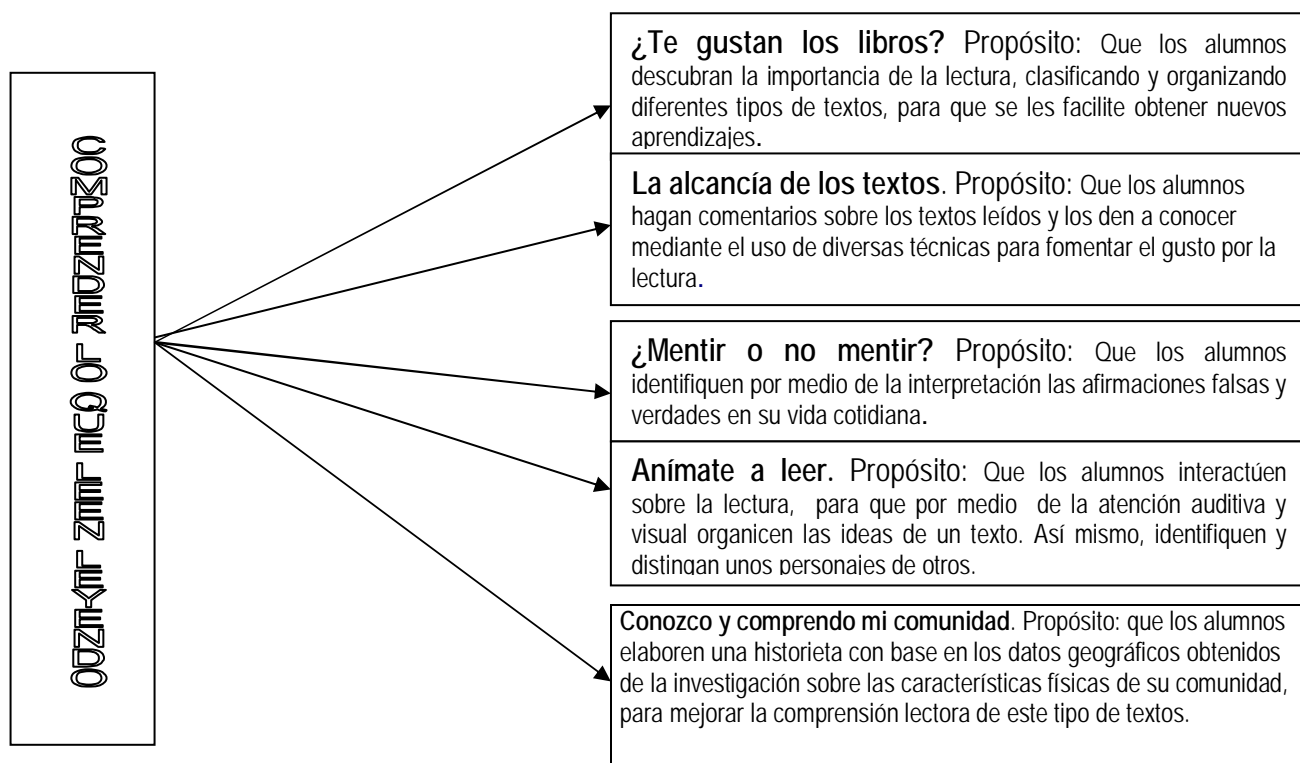 COMPRENDER LO QUE LEEN LEYENDO
¿Te gustan los libros? Propósito: Que los alumnos
descubran la importancia de la lectura, clasificando y organizando
diferentes tipos de textos, para que se les facilite obtener nuevos
aprendizajes.
La alcancía de los textos. Propósito: Que los alumnos
hagan comentarios sobre los textos leídos y los den a conocer
mediante el uso de diversas técnicas para fomentar el gusto por la
lectura.
¿Mentir o no mentir? Propósito: Que los alumnos
identifiquen por medio de la interpretación las afirmaciones falsas y
verdades en su vida cotidiana.
Anímate a leer. Propósito: Que los alumnos interactúen
sobre la lectura, para que por medio de la atención auditiva y
visual organicen las ideas de un texto. Así mismo, identifiquen y
distingan unos personajes de otros.
Conozco y comprendo mi comunidad. Propósito: que los alumnos
elaboren una historieta con base en los datos geográficos obtenidos
de la investigación sobre las características físicas de su comunidad,
para mejorar la comprensión lectora de este tipo de textos.